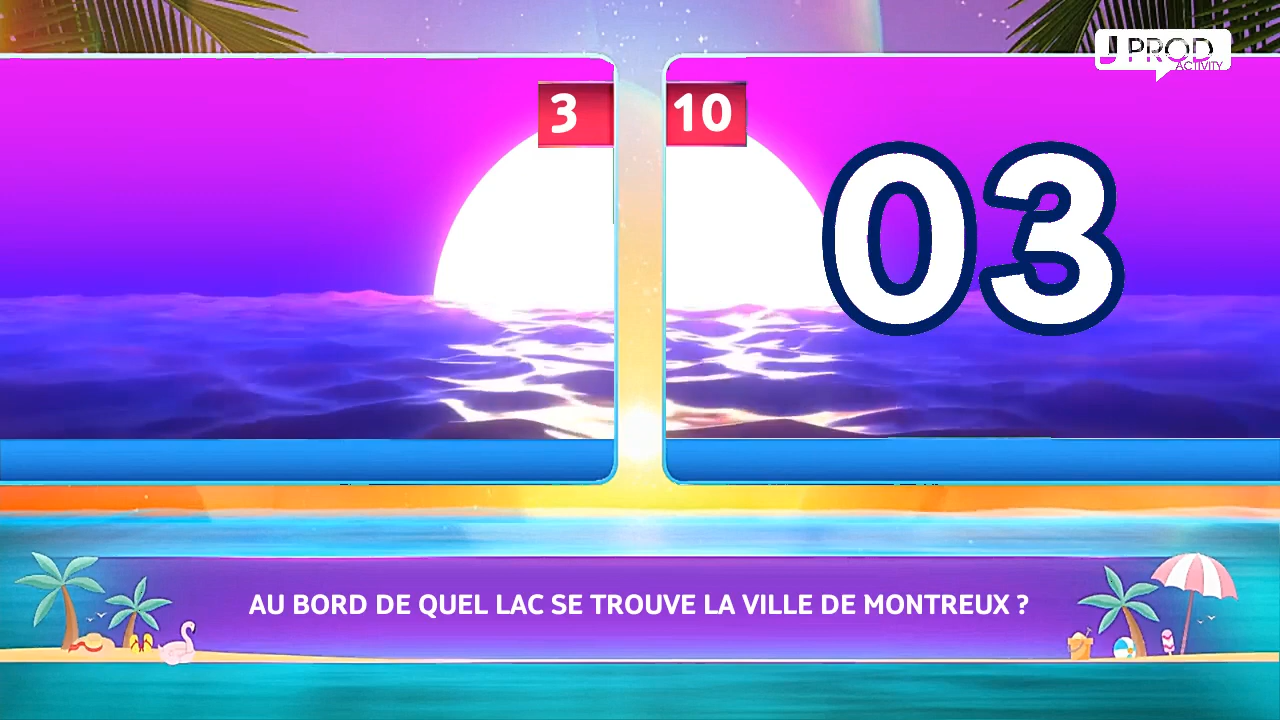 J PROD
ACTIVITY
3
10
03
AU BORD DE QUEL LAC SE TROUVE LA VILLE DE MONTREUX ?